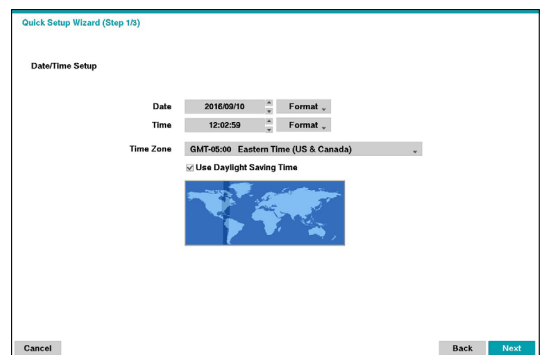 Quick Setup Wizard (Step 1/3)
Date/Time Setup
Date 2016/09/10 Format
Time 12:02:59 Format
Time Zone GMT-05:00 Eastern Time (US & Canada)
Use Daylight Saving Time
Cancel Back Next